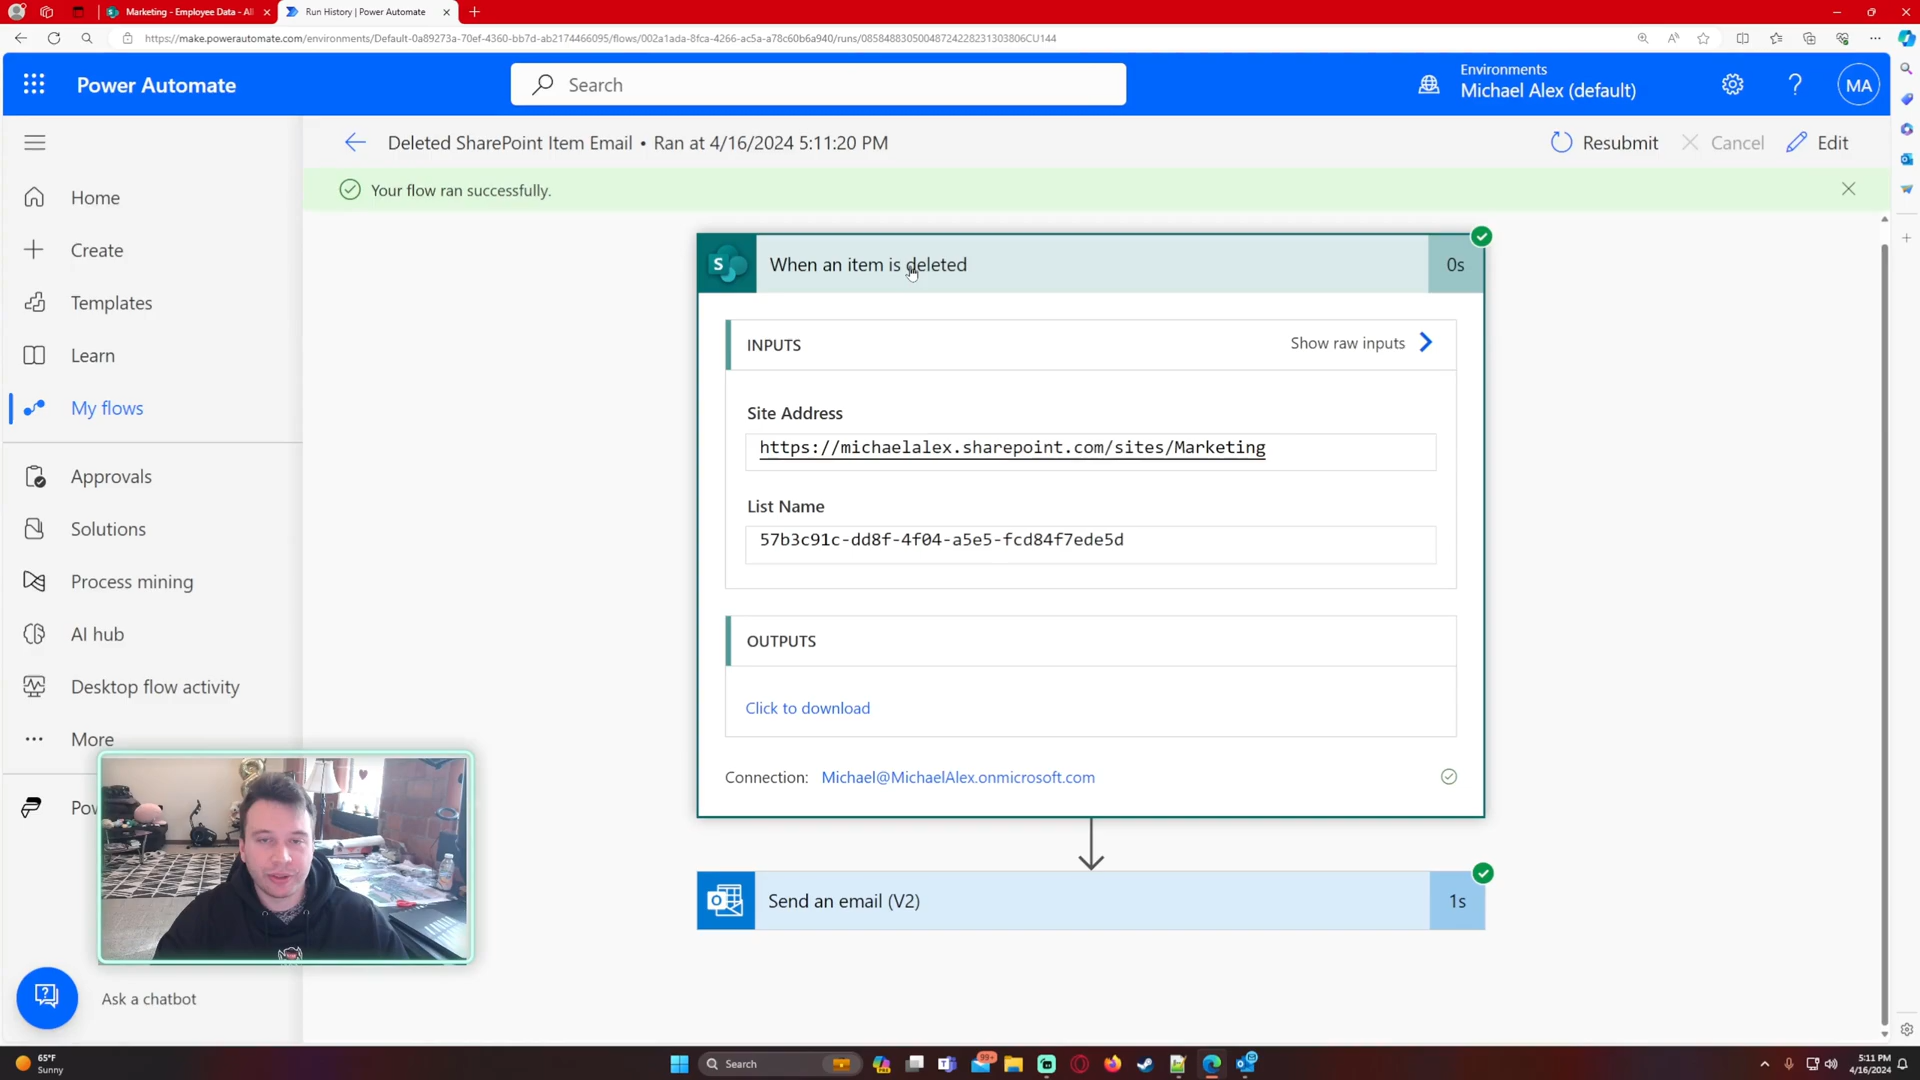 Marketing - Employee Data - All
Run History | Power Automate
https://make.powerautomate.com/environments/Default-0a89273a-70ef-4360-bb7d-ab2174466095/flows/002a1ada-8fca-4266-ac5a-a78c60b6a940/runs/08584883050048724228231303806CU144
Power Automate
Search
Environments
Michael Alex (default)
MA
Deleted SharePoint Item Email • Ran at 4/16/2024 5:11:20 PM
Resubmit
Cancel
Edit
Your flow ran successfully.
Home
Create
Templates
Learn
My flows
Approvals
Solutions
Process mining
AI hub
Desktop flow activity
More
Pow
Ask a chatbot
When an item is deleted
0s
INPUTS
Show raw inputs
Site Address
https://michaelalex.sharepoint.com/sites/Marketing
List Name
57b3c91c-dd8f-4f04-a5e5-fcd84f7ede5d
OUTPUTS
Click to download
Connection: Michael@MichaelAlex.onmicrosoft.com
Send an email (V2)
1s
65°F
Sunny
Search
99+
5:11 PM
4/16/2024